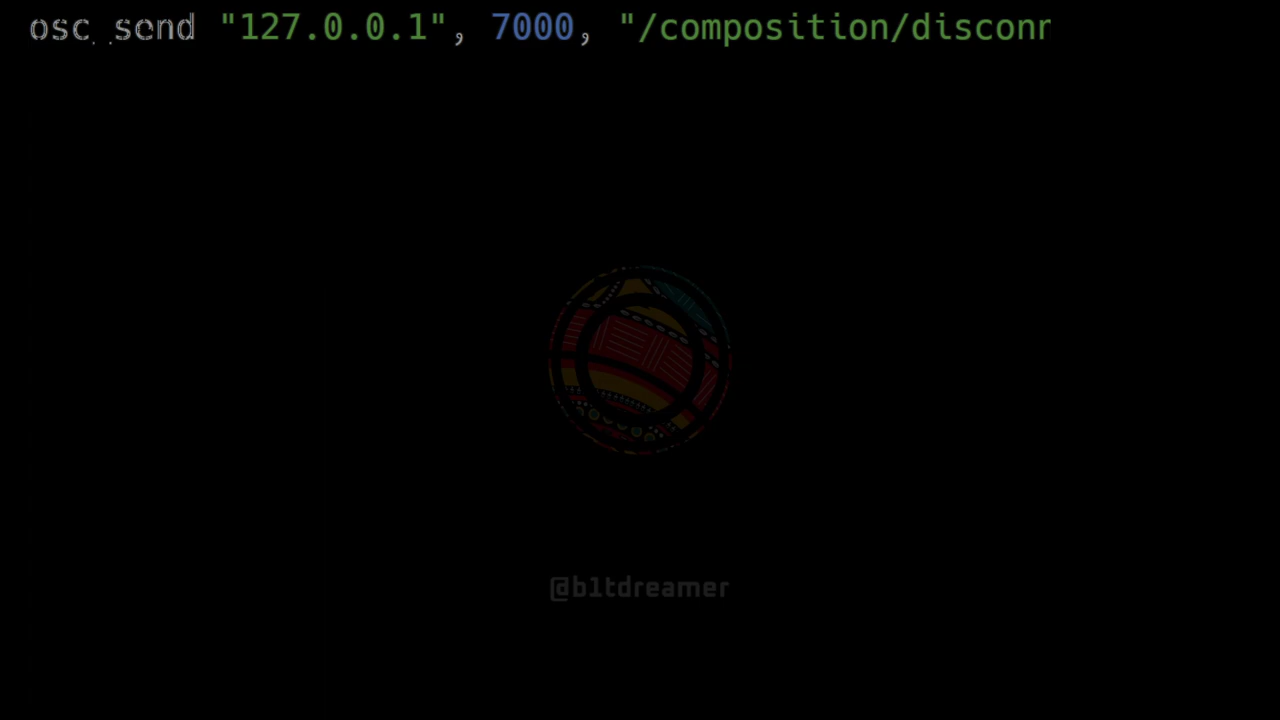 osc_send "127.0.0.1", 7000, "/composition/disconr
@b1tdreamer